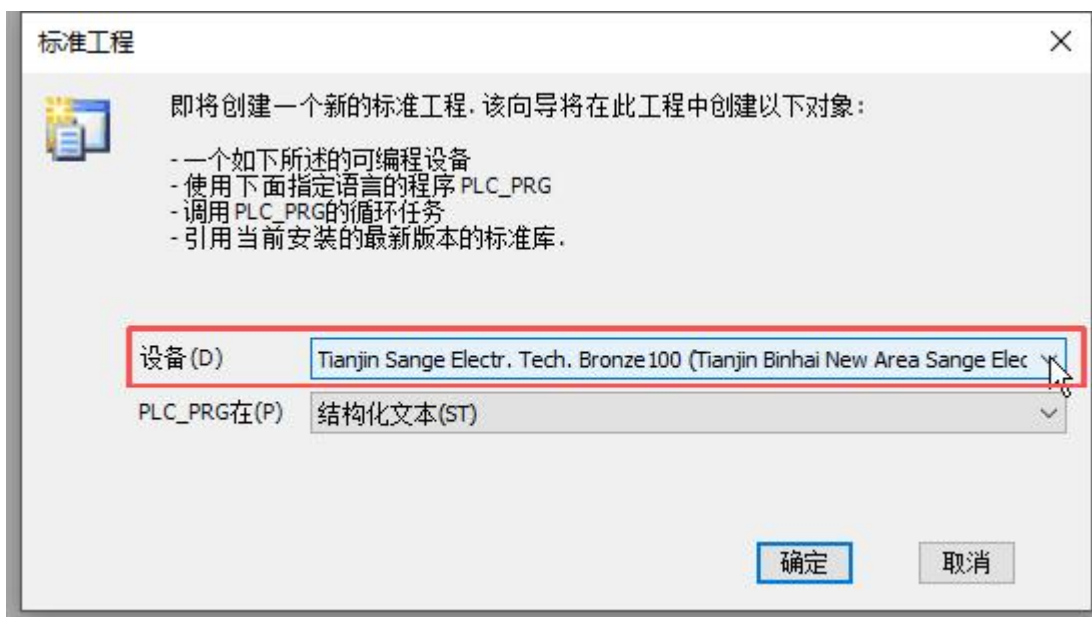 标准工程
即将创建一个新的标准工程.该向导将在此工程中创建以下对象:
-一个如下所述的可编程设备
-使用下面指定语言的程序 PLC_PRG
-调用PLC_PRG的循环任务
-引用当前安装的最新版本的标准库.
设备(D)
Tianjin Sange Electr. Tech. Bronze100 (Tianjin Binhai New Area Sange Elec
PLC_PRG在(P)
结构化文本(ST)
确定
取消